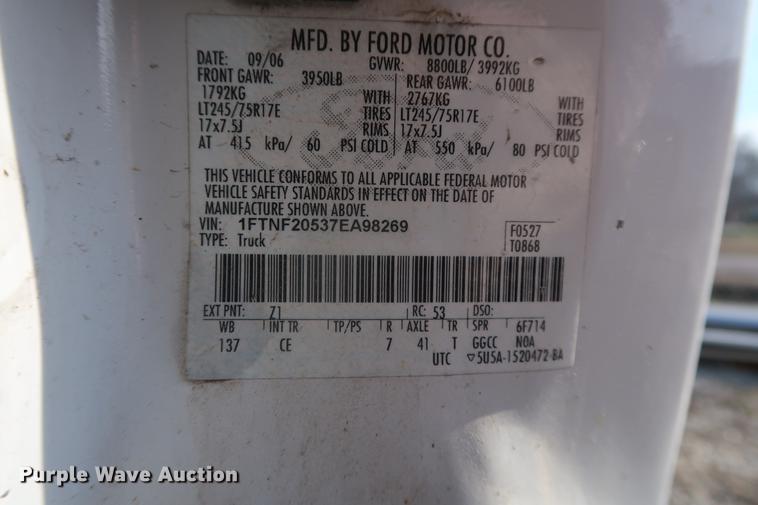 MFD. BY FORD MOTOR CO.
DATE: 09/06 GVWR: 8800LB/ 3992KG
FRONT GAWR: 3950LB REAR GAWR: 6100LB
1792KG WITH 2767KG WITH
LT245/75R17E TIRES LT245/75R17E TIRES
17x7.5J RIMS 17x7.5J RIMS
AT 415 kPa/ 60 PSI COLD AT 550 kPa/ 80 PSI COLD
THIS VEHICLE CONFORMS TO ALL APPLICABLE FEDERAL MOTOR
VEHICLE SAFETY STANDARDS IN EFFECT ON THE DATE OF
MANUFACTURE SHOWN ABOVE.
VIN: 1FTNF20537EA98269 F0527
TYPE: Truck T0868
EXT PNT: Z1 RC: 53 DSO:
WB INT TR TP/PS R AXLE TR SPR 6F714
137 CE 7 41 T GGCC NOA
UTC ▽5U5A-1520472-BA
Purple Wave Auction